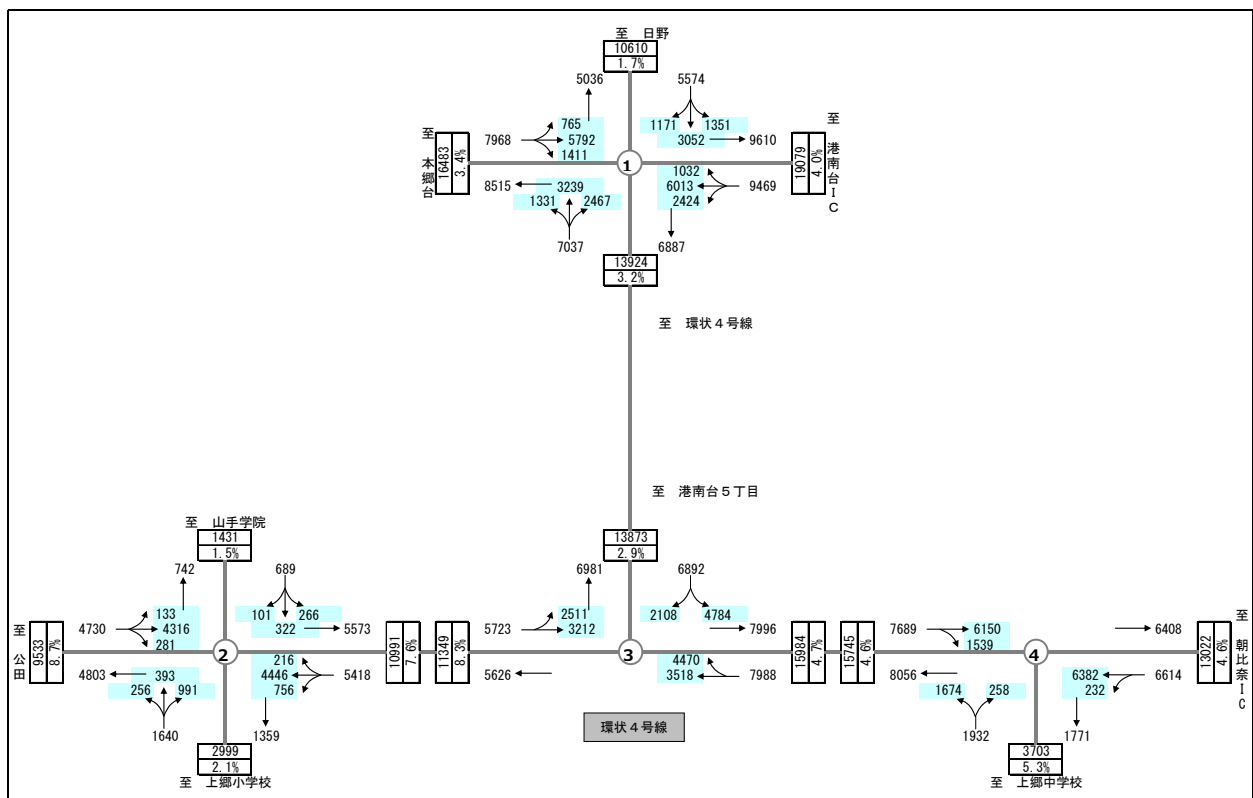 至 日野
10610
1.7%
5036 5574
765 1171 1351
7968 5792 3052 9610
1411
至 本郷台
16483
3.4%
1
19079
4.0%
至 港南台IC
1032
8515 3239 6013 9469
1331 2467 2424
7037 6887
13924
3.2%
至 環状4号線
至 港南台5丁目
至 山手学院
1431
1.5%
742 689
133 101 266
4730 4316 322 5573
281
至 公田
9533
8.7%
2
10991
7.6%
216
4803 393 4446 5418
256 991 756
1640 1359
2999
2.1%
至 上郷小学校
13873
2.9%
6981 6892
2511 2108 4784
5723 3212 7996
11349
8.3%
3
15984
4.7%
4470
5626 3518 7988
環状4号線
7689 6150 6408
1539
15745
4.6%
4
13022
4.6%
至 朝比奈IC
8056 6382 6614
1674 258 232
1932 1771
3703
5.3%
至 上郷中学校